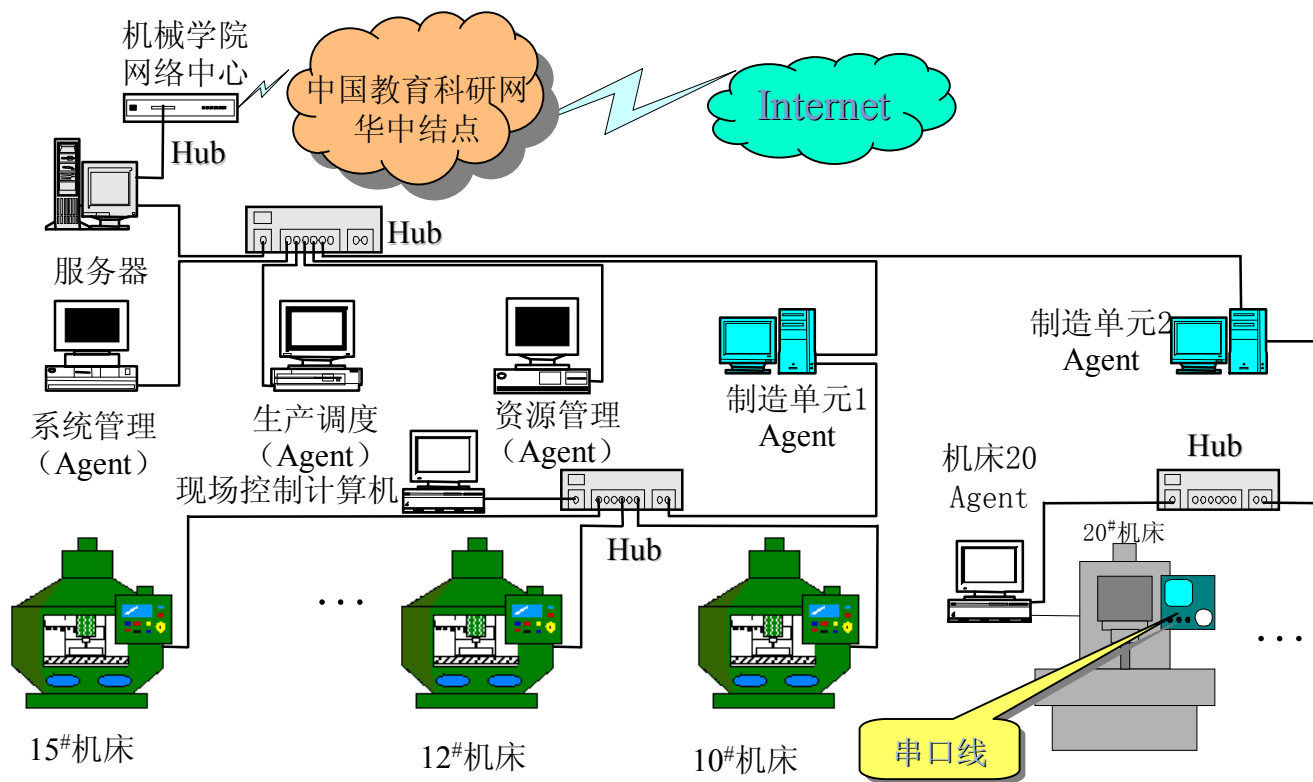 机械学院
网络中心
中国教育科研网
华中结点
Internet
Hub
Hub
服务器
制造单元2
Agent
系统管理
（Agent）
生产调度
（Agent）
资源管理
（Agent）
制造单元1
Agent
现场控制计算机
Hub
机床20
Agent
Hub
20#机床
...
...
串口线
15#机床
12#机床
10#机床